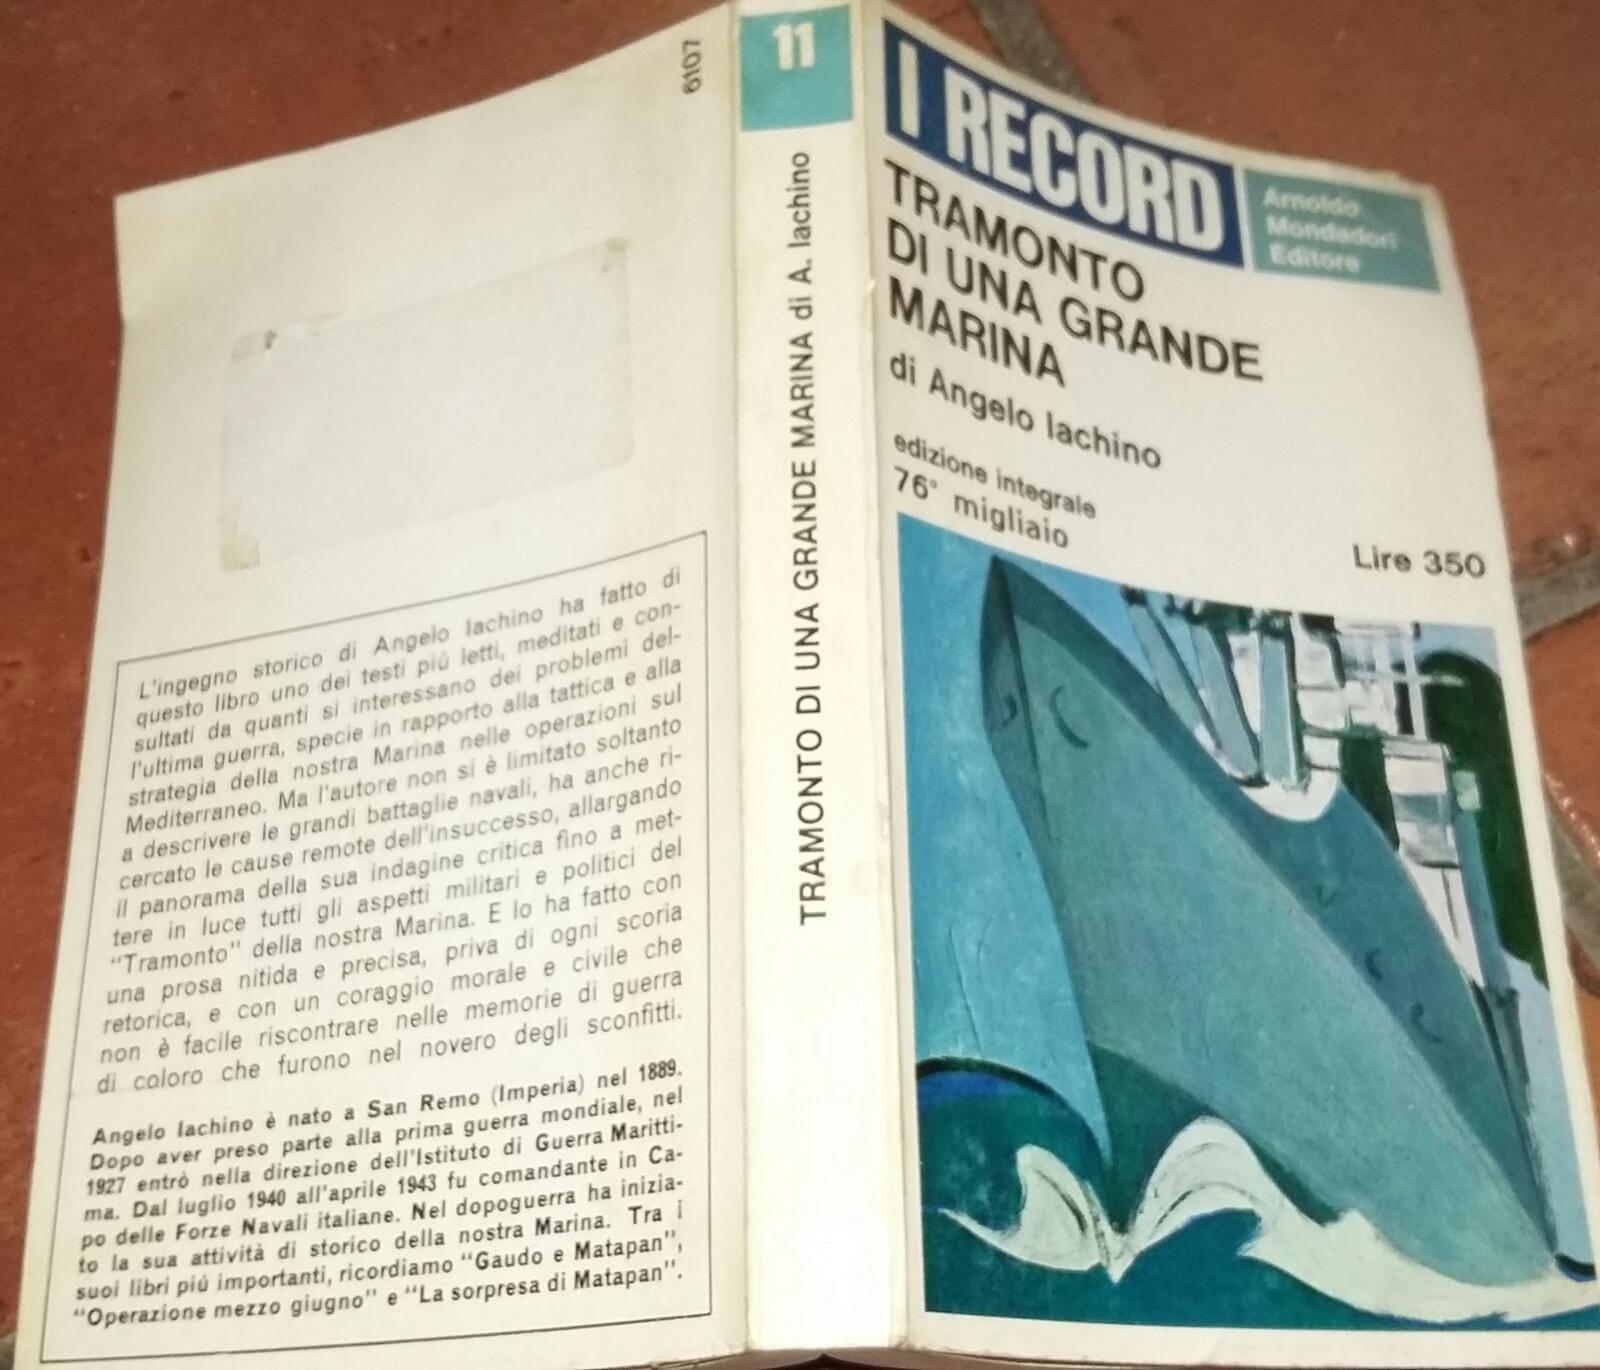 6107
L'ingegno storico di Angelo Iachino ha fatto di
questo libro uno dei testi piú letti, meditati e con-
sultati da quanti si interessano dei problemi del-
l'ultima guerra, specie in rapporto alla tattica e alla
strategia della nostra Marina nelle operazioni sul
Mediterraneo. Ma l'autore non si è limitato soltanto
a descrivere le grandi battaglie navali, ha anche ri-
cercato le cause remote dell'insuccesso, allargando
il panorama della sua indagine critica fino a met-
tere in luce tutti gli aspetti militari e politici del
"Tramonto" della nostra Marina. E lo ha fatto con
una prosa nitida e precisa, priva di ogni scoria
retorica, e con un coraggio morale e civile che
non è facile riscontrare nelle memorie di guerra
di coloro che furono nel novero degli sconfitti.
Angelo Iachino è nato a San Remo (Imperia) nel 1889.
Dopo aver preso parte alla prima guerra mondiale, nel
1927 entrò nella direzione dell'Istituto di Guerra Maritti-
ma. Dal luglio 1940 all'aprile 1943 fu comandante in Ca-
po delle Forze Navali italiane. Nel dopoguerra ha inizia-
to la sua attività di storico della nostra Marina. Tra i
suoi libri piú importanti, ricordiamo "Gaudo e Matapan",
"Operazione mezzo giugno" e "La sorpresa di Matapan".
11
TRAMONTO DI UNA GRANDE MARINA di A. Iachino
I RECORD
Arnoldo
Mondadori
Editore
TRAMONTO
DI UNA GRANDE
MARINA
di Angelo Iachino
edizione integrale
76° migliaio
Lire 350